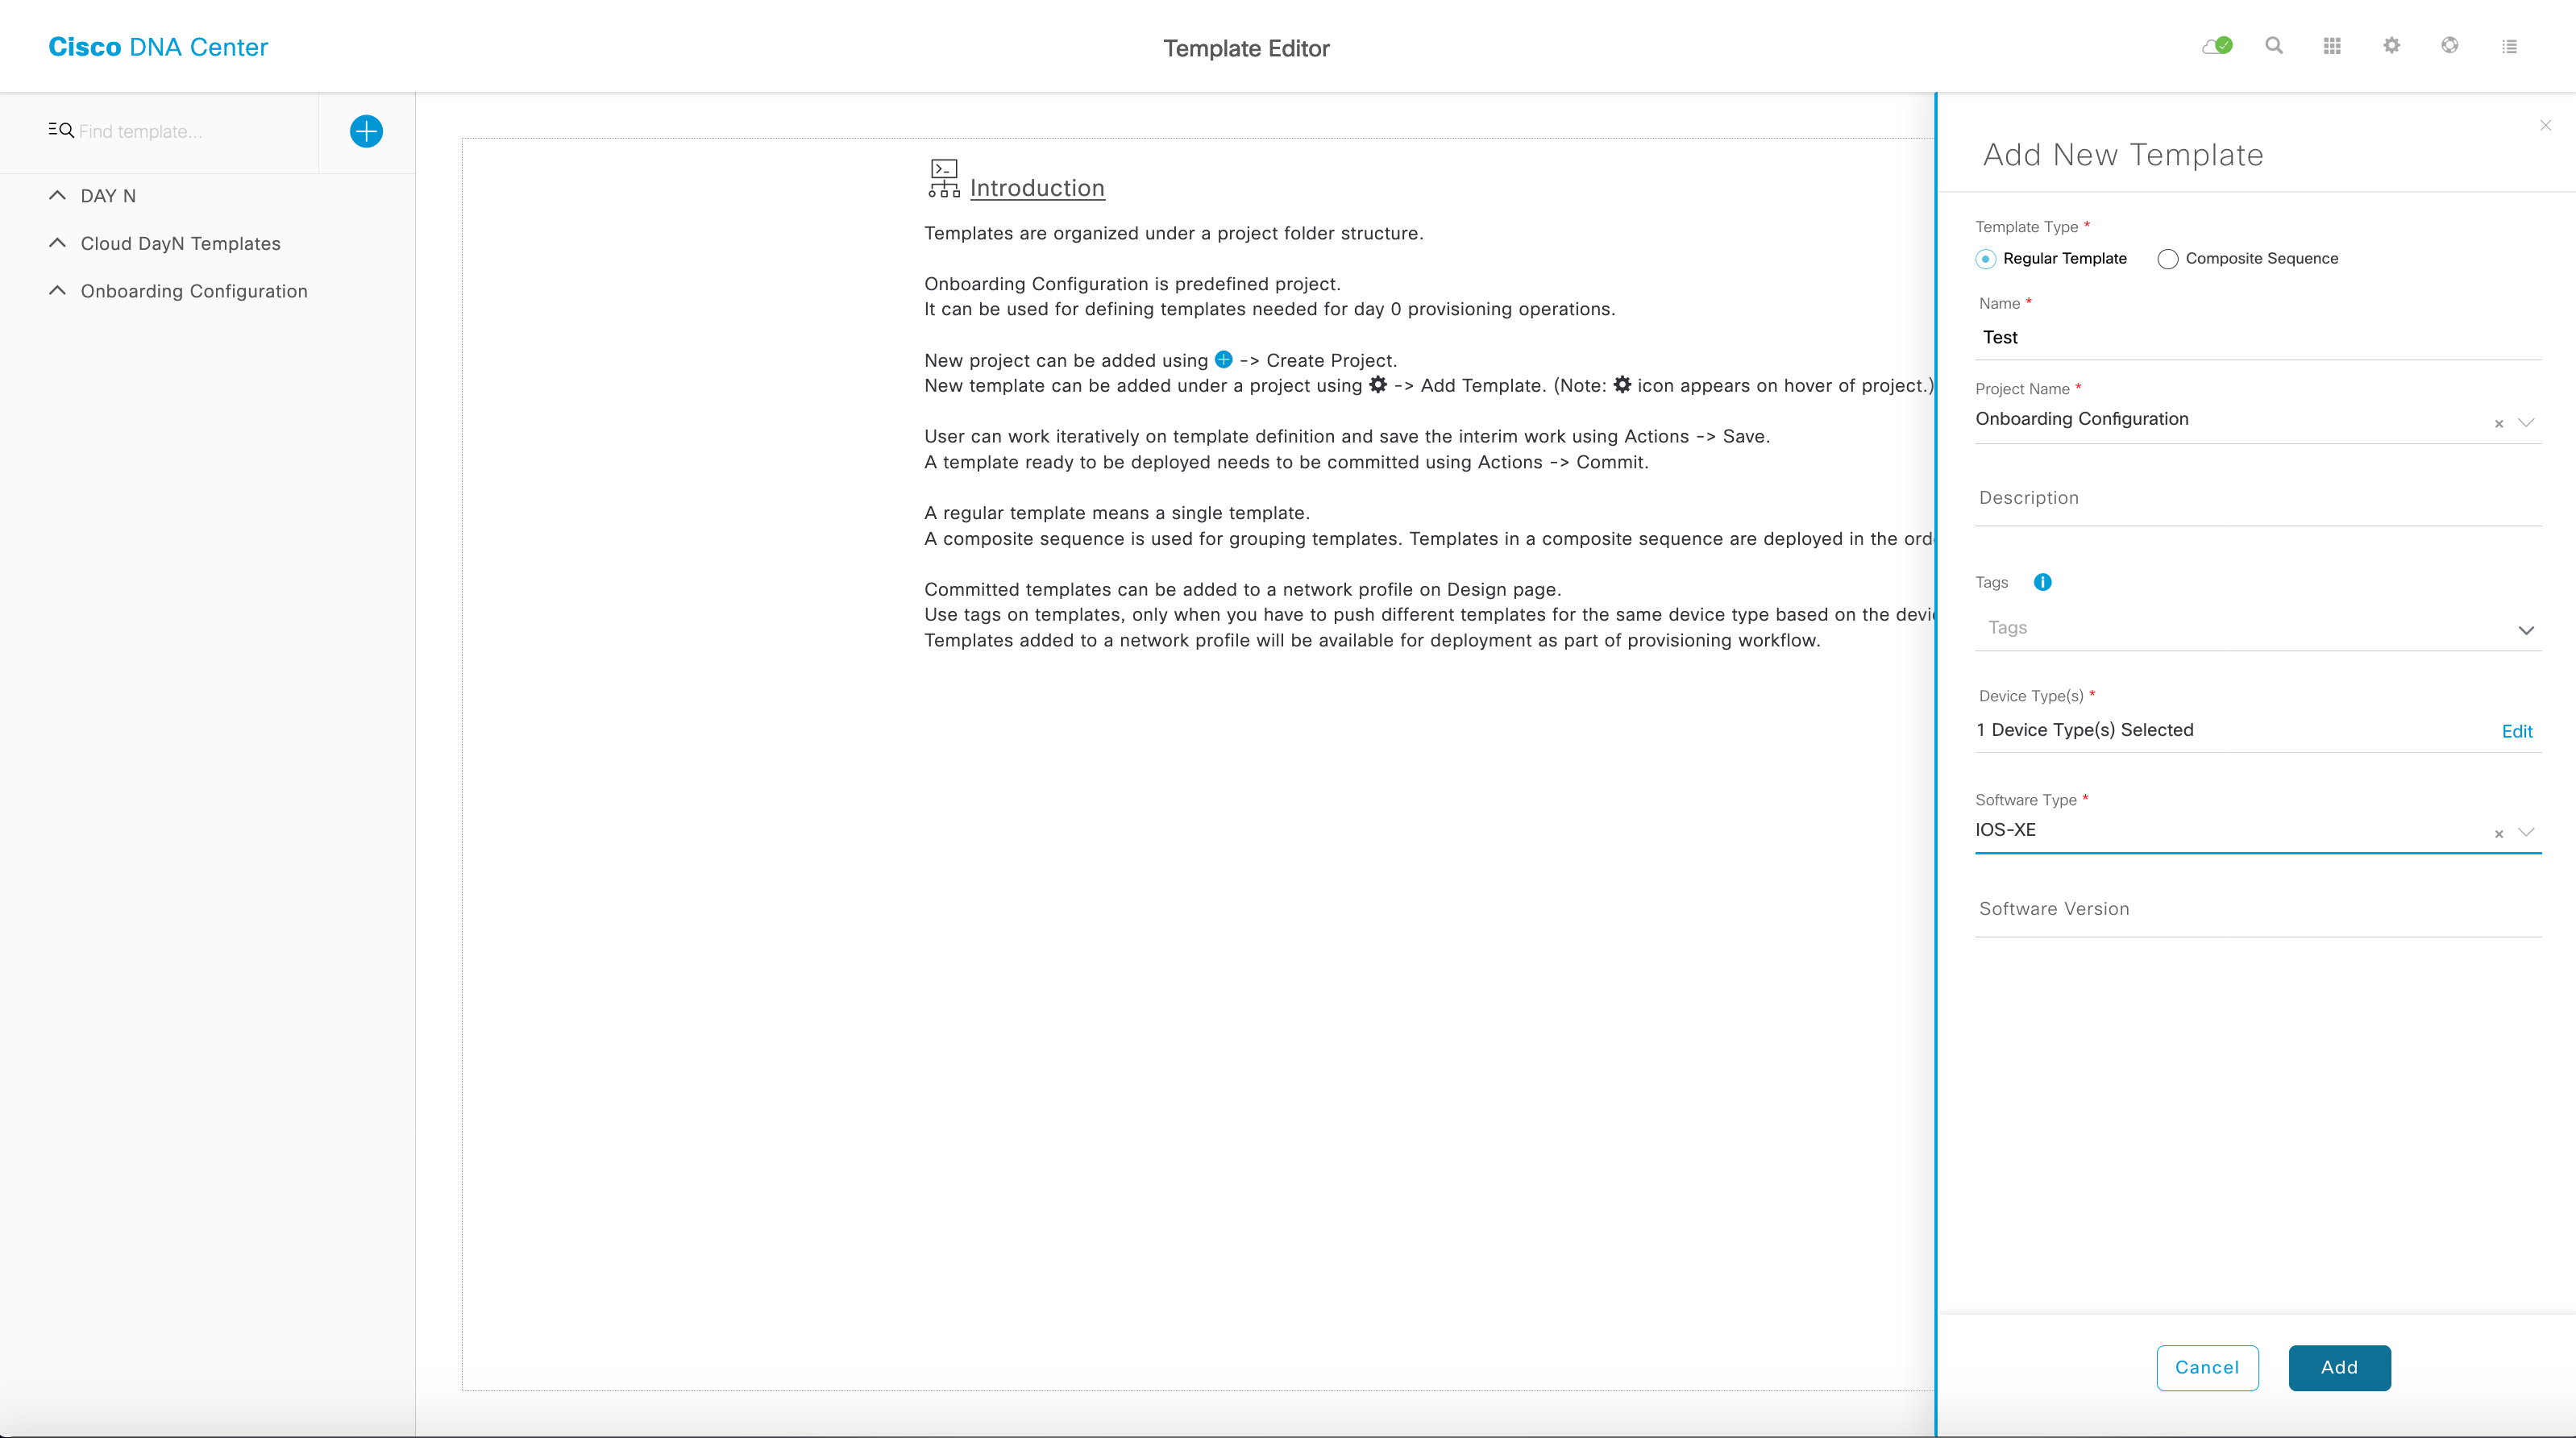 Cisco DNA Center
Template Editor
Find template...
DAY N
Cloud DayN Templates
Onboarding Configuration
Introduction
Templates are organized under a project folder structure.
Onboarding Configuration is predefined project.
It can be used for defining templates needed for day 0 provisioning operations.
New project can be added using -> Create Project.
New template can be added under a project using -> Add Template. (Note: icon appears on hover of project.)
User can work iteratively on template definition and save the interim work using Actions -> Save.
A template ready to be deployed needs to be committed using Actions -> Commit.
A regular template means a single template.
A composite sequence is used for grouping templates. Templates in a composite sequence are deployed in the
Committed templates can be added to a network profile on Design page.
Use tags on templates, only when you have to push different templates for the same device type based on the
Templates added to a network profile will be available for deployment as part of provisioning workflow.
Add New Template
Template Type *
Regular Template Composite Sequence
Name *
Test
Project Name *
Onboarding Configuration
Description
Tags
Tags
Device Type(s) *
1 Device Type(s) Selected Edit
Software Type *
IOS-XE
Software Version
Cancel Add